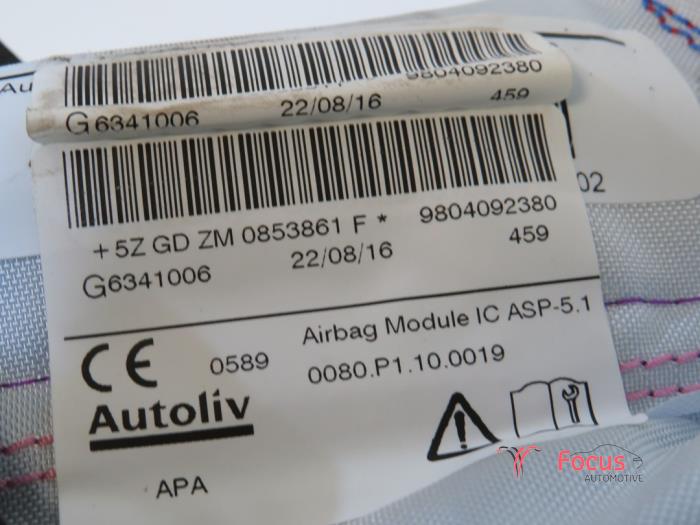 Au
9804092380
G6341006 22/08/16 459
02
+5Z GD ZM 0853861 F * 9804092380
G6341006 22/08/16 459
CE 0589 Airbag Module IC ASP-5.1
0080.P1.10.0019
Autoliv
APA
Focus
AUTOMOTIVE